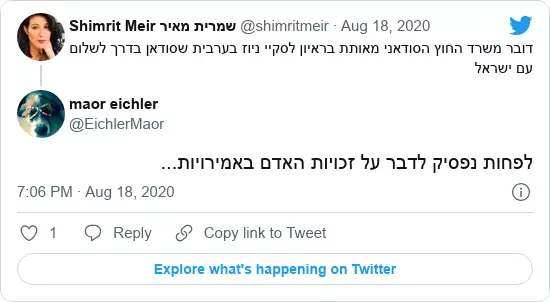 Shimrit Meir שמרית מאיר @shimritmeir · Aug 18, 2020
דובר משרד החוץ הסודאני מאותת בראיון לסקיי ניוז בערבית שסודאן בדרך לשלום
עם ישראל
maor eichler
@EichlerMaor
לפחות נפסיק לדבר על זכויות האדם באמירויות...
7:06 PM · Aug 18, 2020
1 Reply Copy link to Tweet
Explore what's happening on Twitter